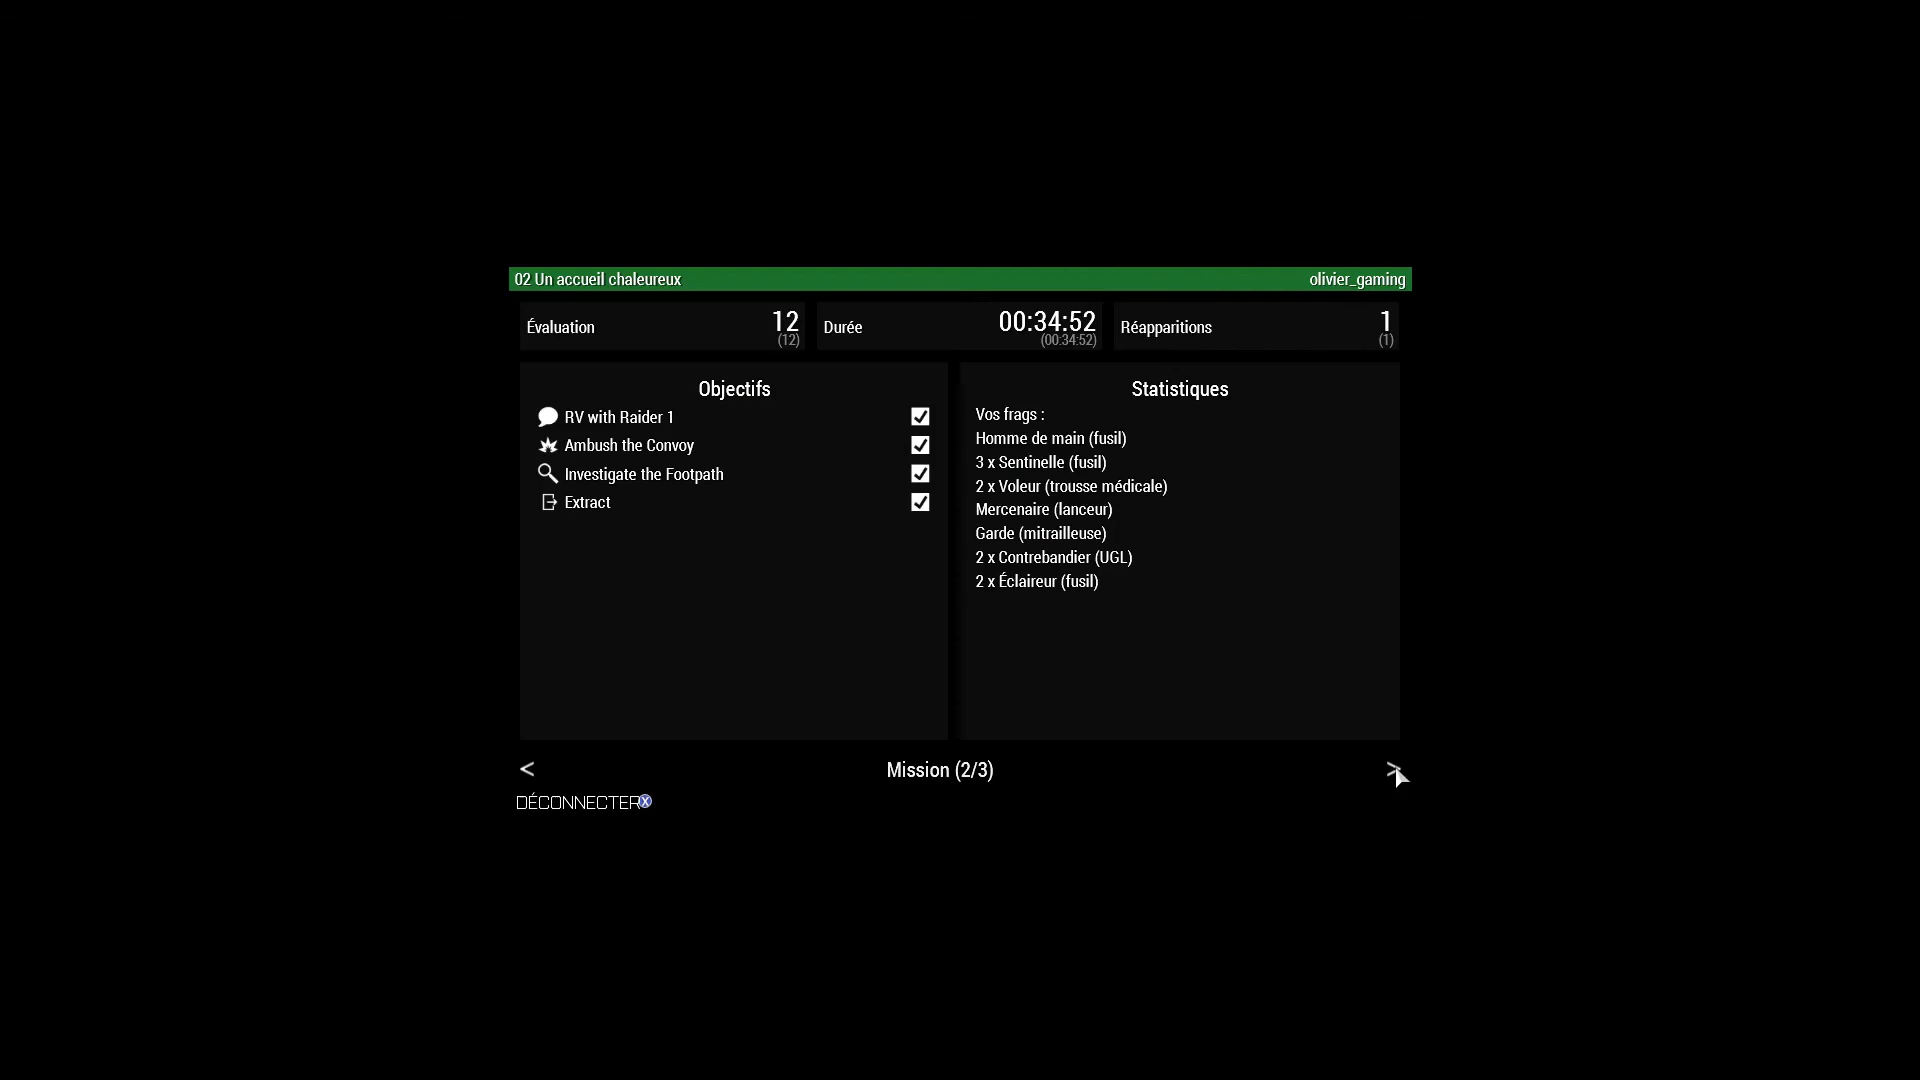 02 Un accueil chaleureux
olivier_gaming
Évaluation
12
(12)
Durée
00:34:52
(00:34:52)
Réapparitions
1
(1)
Objectifs
RV with Raider 1
Ambush the Convoy
Investigate the Footpath
Extract
Statistiques
Vos frags :
Homme de main (fusil)
3 x Sentinelle (fusil)
2 x Voleur (trousse médicale)
Mercenaire (lanceur)
Garde (mitrailleuse)
2 x Contrebandier (UGL)
2 x Éclaireur (fusil)
<
Mission (2/3)
>
DÉCONNECTER X